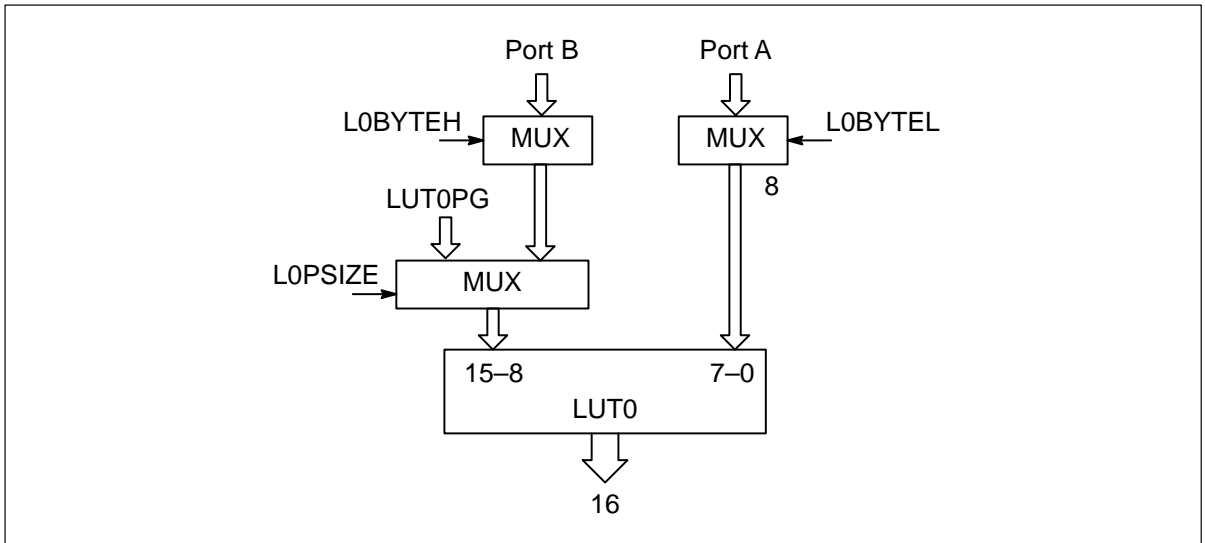 Port B
Port A
L0BYTEH
MUX
MUX
L0BYTEL
8
LUT0PG
L0PSIZE
MUX
15–8
7–0
LUT0
16